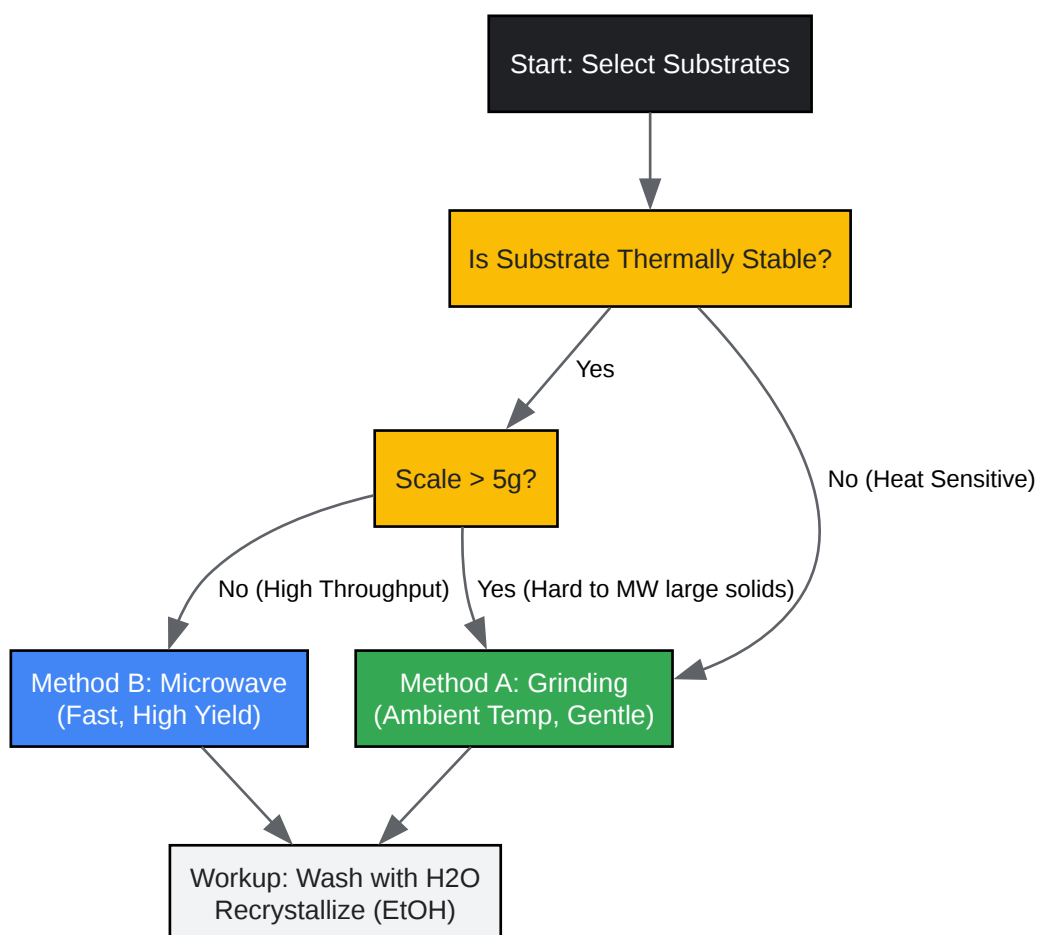 Start: Select Substrates
Is Substrate Thermally Stable?
Yes
Scale > 5g?
No (Heat Sensitive)
No (High Throughput)
Yes (Hard to MW large solids)
Method B: Microwave
(Fast, High Yield)
Method A: Grinding
(Ambient Temp, Gentle)
Workup: Wash with H2O
Recrystallize (EtOH)